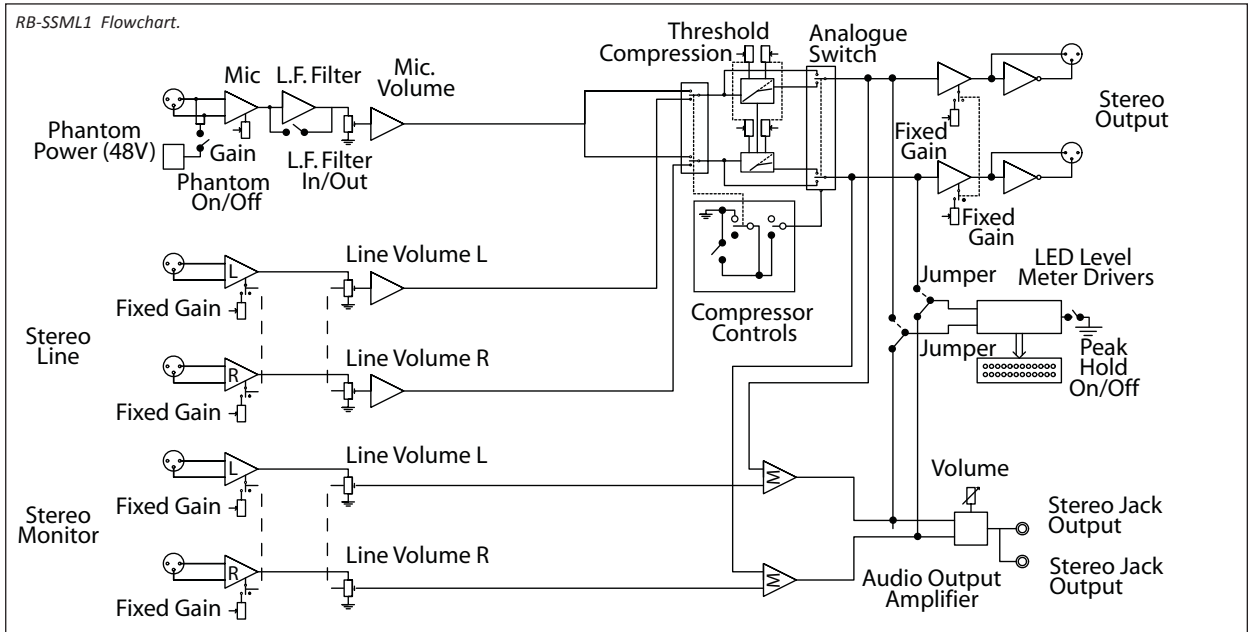 RB-SSML1 Flowchart.
Threshold
Compression
Analogue
Switch
Mic
L.F. Filter
Mic.
Volume
Phantom
Power (48V)
Gain
Phantom
On/Off
L.F. Filter
In/Out
Stereo
Output
Fixed
Gain
Fixed
Gain
Compressor
Controls
L
Line Volume L
Fixed Gain
Stereo
Line
R
Line Volume R
Fixed Gain
Jumper
Jumper
LED Level
Meter Drivers
Peak
Hold
On/Off
L
Line Volume L
Fixed Gain
Stereo
Monitor
R
Line Volume R
Fixed Gain
M
M
Volume
Audio Output
Amplifier
Stereo Jack
Output
Stereo Jack
Output